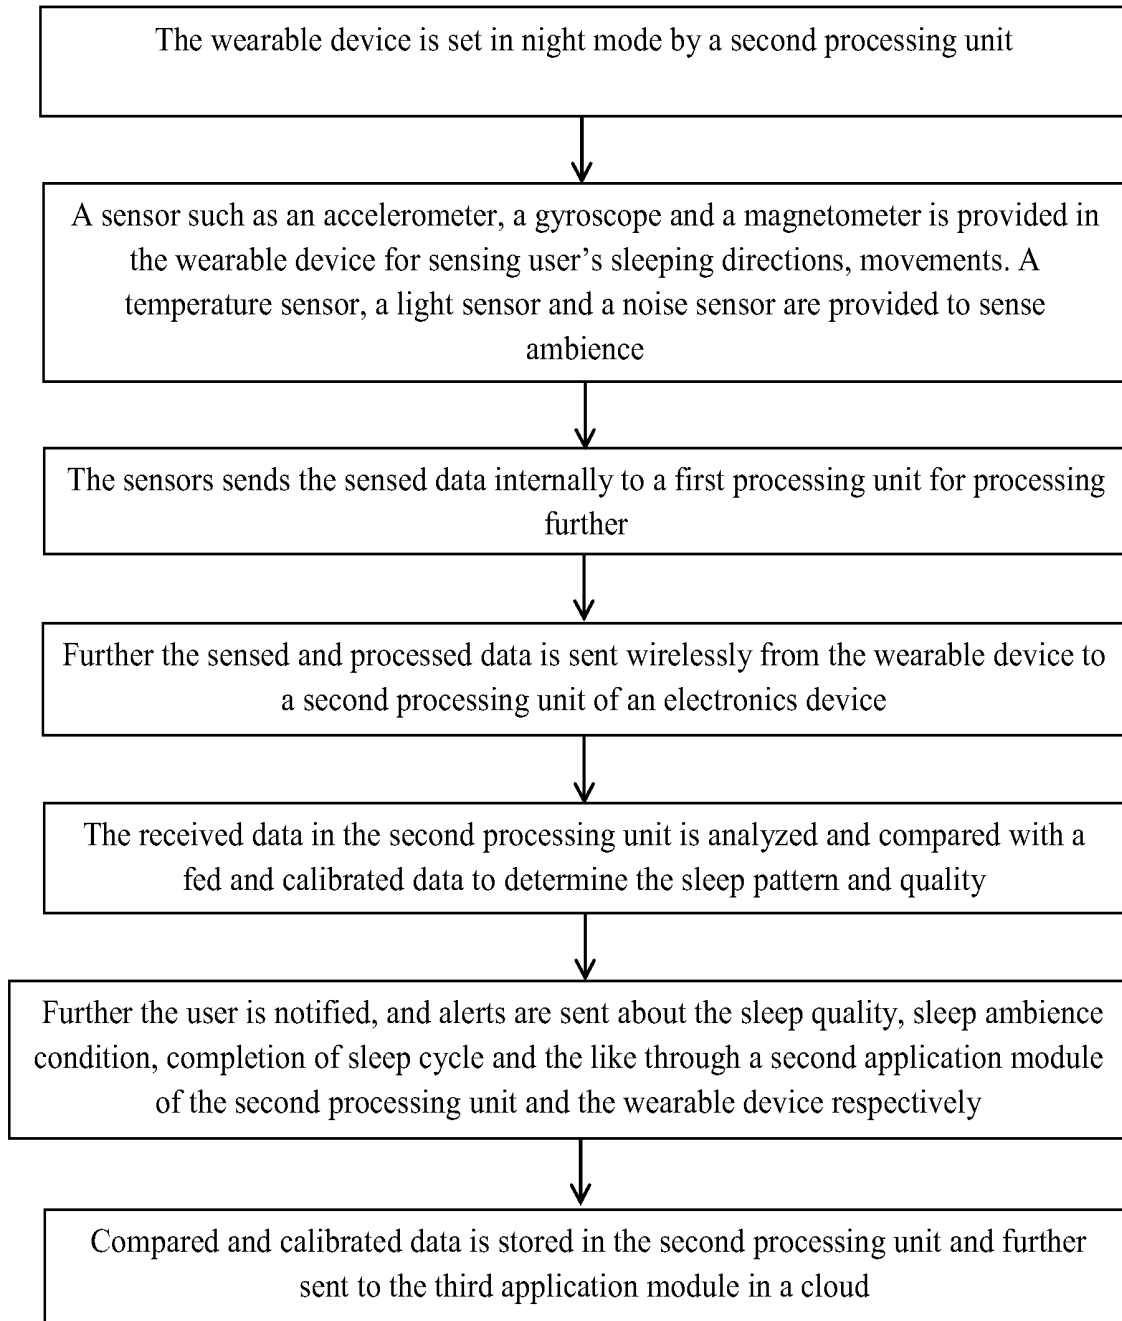 The wearable device is set in night mode by a second processing unit
A sensor such as an accelerometer, a gyroscope and a magnetometer is provided in
the wearable device for sensing user's sleeping directions, movements. A
temperature sensor, a light sensor and a noise sensor are provided to sense
ambience
The sensors sends the sensed data internally to a first processing unit for processing
further
Further the sensed and processed data is sent wirelessly from the wearable device to
a second processing unit of an electronics device
The received data in the second processing unit is analyzed and compared with a
fed and calibrated data to determine the sleep pattern and quality
Further the user is notified, and alerts are sent about the sleep quality, sleep ambience
condition, completion of sleep cycle and the like through a second application module
of the second processing unit and the wearable device respectively
Compared and calibrated data is stored in the second processing unit and further
sent to the third application module in a cloud